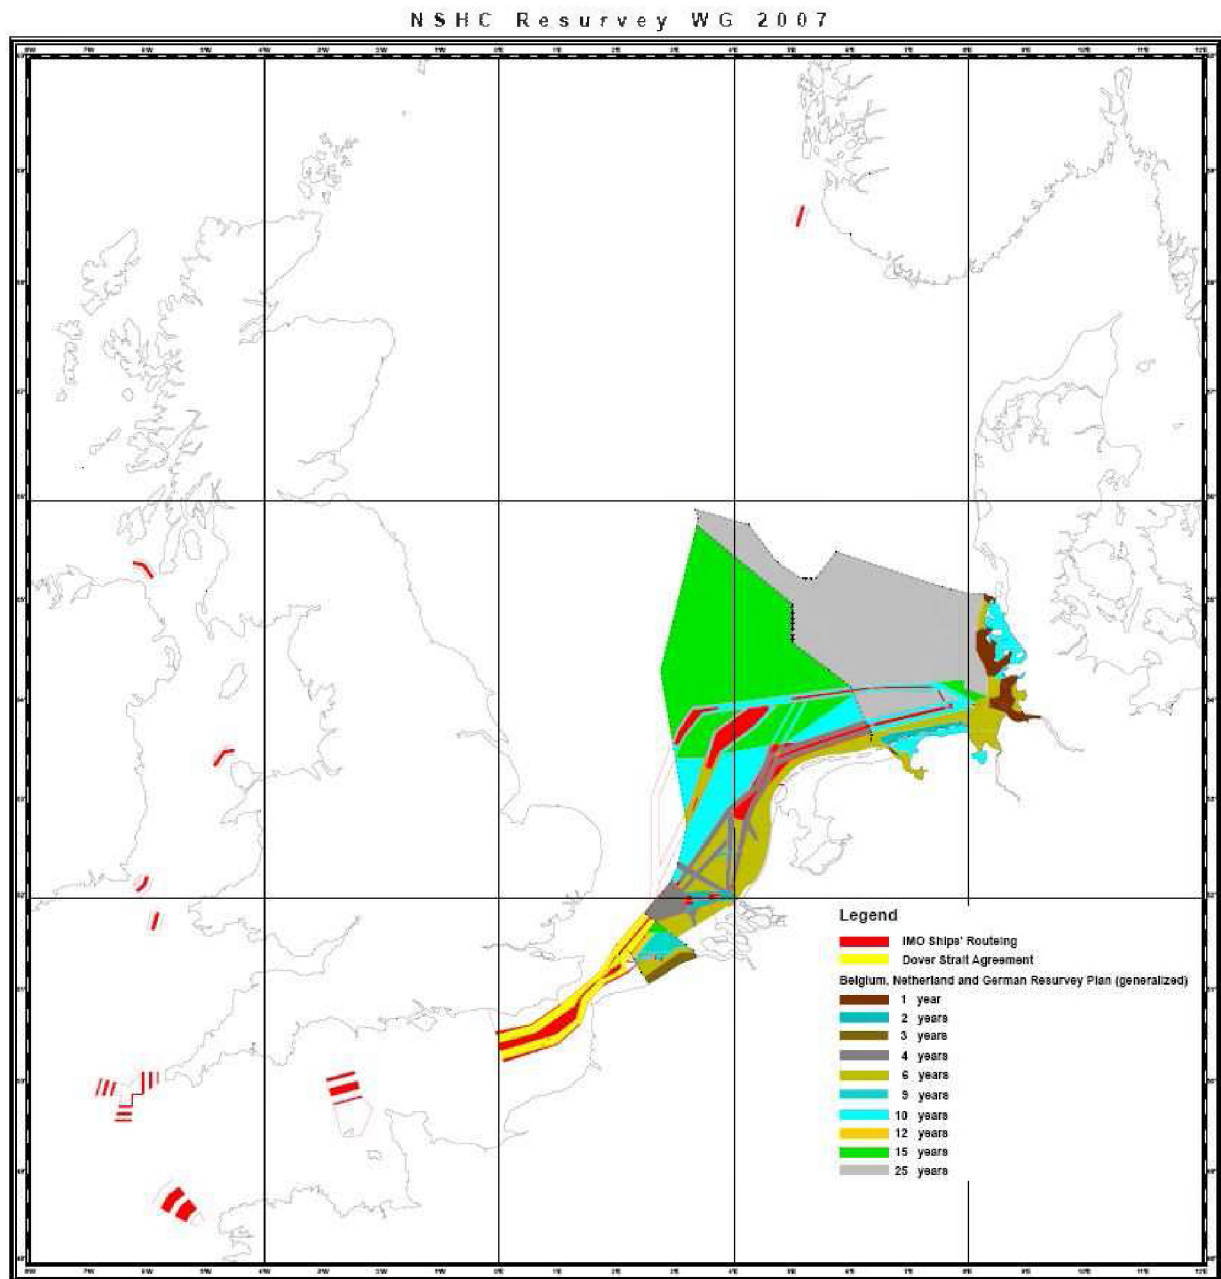 NSHC Resurvey WG 2007
Legend
IMO Ships' Routeing
Dover Strait Agreement
Belgium, Netherland and German Resurvey Plan (generalized)
1 year
2 years
3 years
4 years
6 years
9 years
10 years
12 years
15 years
25 years